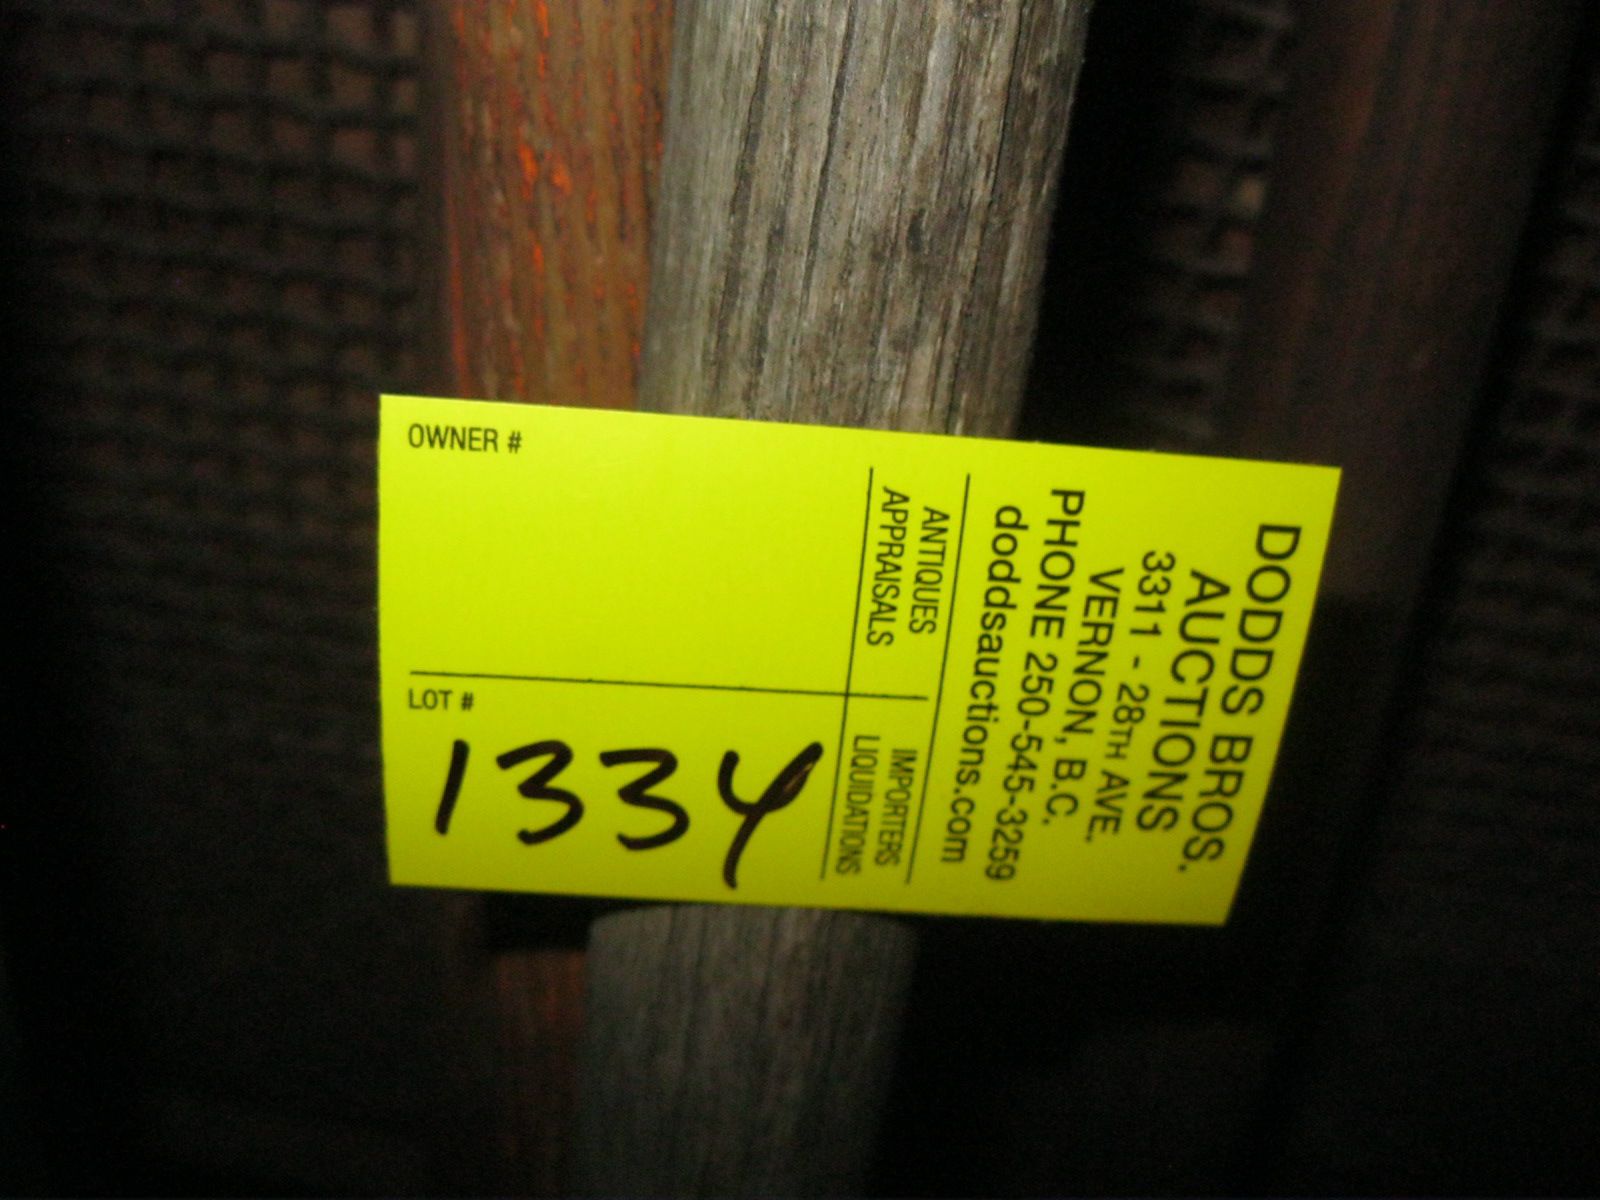 DODDS BROS.
AUCTIONS
3311 - 28TH AVE.
VERNON, B.C.
PHONE 250-545-3259
doddsauctions.com
ANTIQUES
APPRAISALS
IMPORTERS
LIQUIDATIONS
OWNER #
LOT #
1334